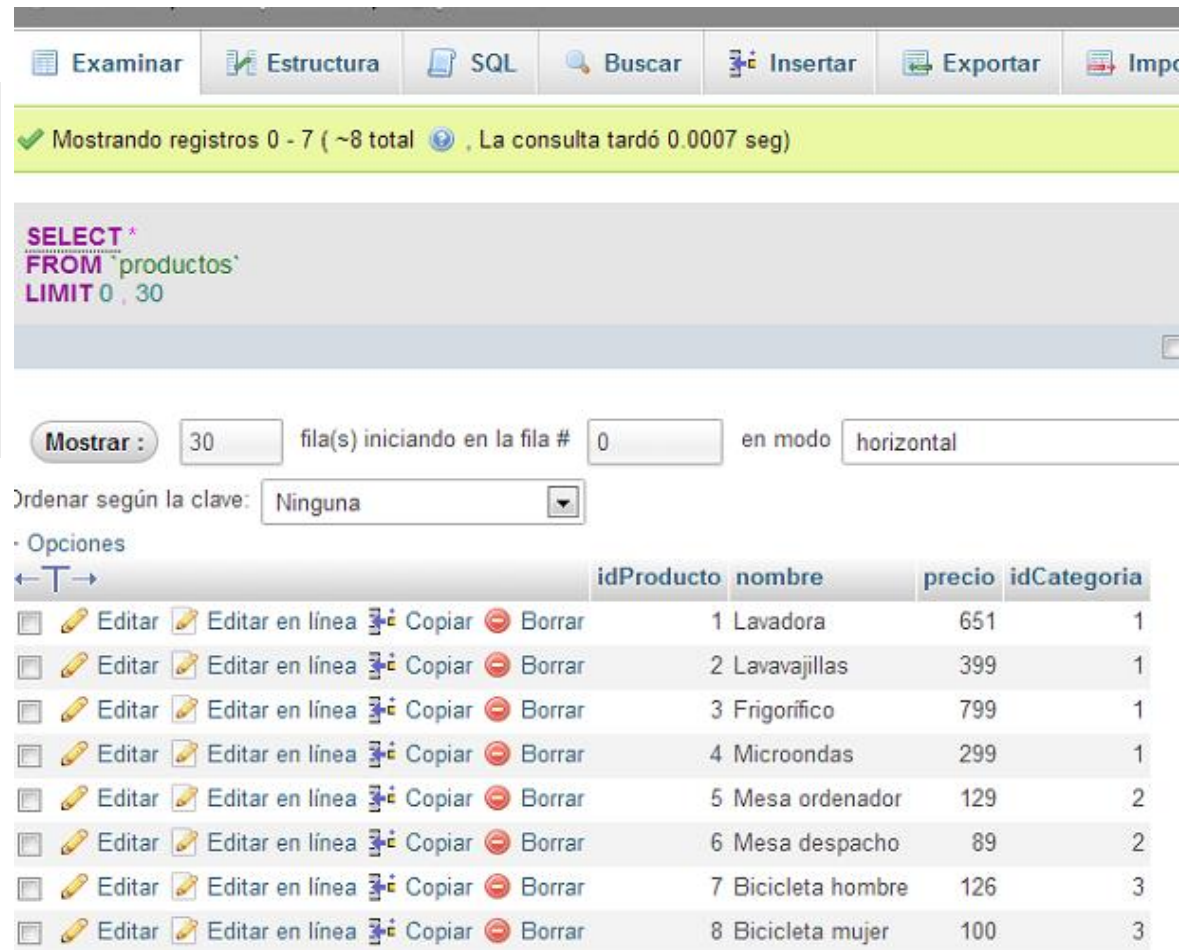 Examinar Estructura SQL Buscar Insertar Exportar Impo
Mostrando registros 0 - 7 ( ~8 total , La consulta tardó 0.0007 seg)
SELECT *
FROM `productos`
LIMIT 0 , 30
Mostrar : 30 fila(s) iniciando en la fila # 0 en modo horizontal
Ordenar según la clave: Ninguna
Opciones
←T→ idProducto nombre precio idCategoria
Editar Editar en línea Copiar Borrar 1 Lavadora 651 1
Editar Editar en línea Copiar Borrar 2 Lavavajillas 399 1
Editar Editar en línea Copiar Borrar 3 Frigorífico 799 1
Editar Editar en línea Copiar Borrar 4 Microondas 299 1
Editar Editar en línea Copiar Borrar 5 Mesa ordenador 129 2
Editar Editar en línea Copiar Borrar 6 Mesa despacho 89 2
Editar Editar en línea Copiar Borrar 7 Bicicleta hombre 126 3
Editar Editar en línea Copiar Borrar 8 Bicicleta mujer 100 3